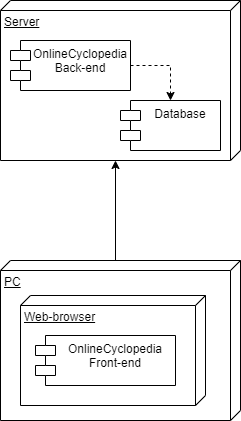 Server
OnlineCyclopedia
Back-end
Database
PC
Web-browser
OnlineCyclopedia
Front-end